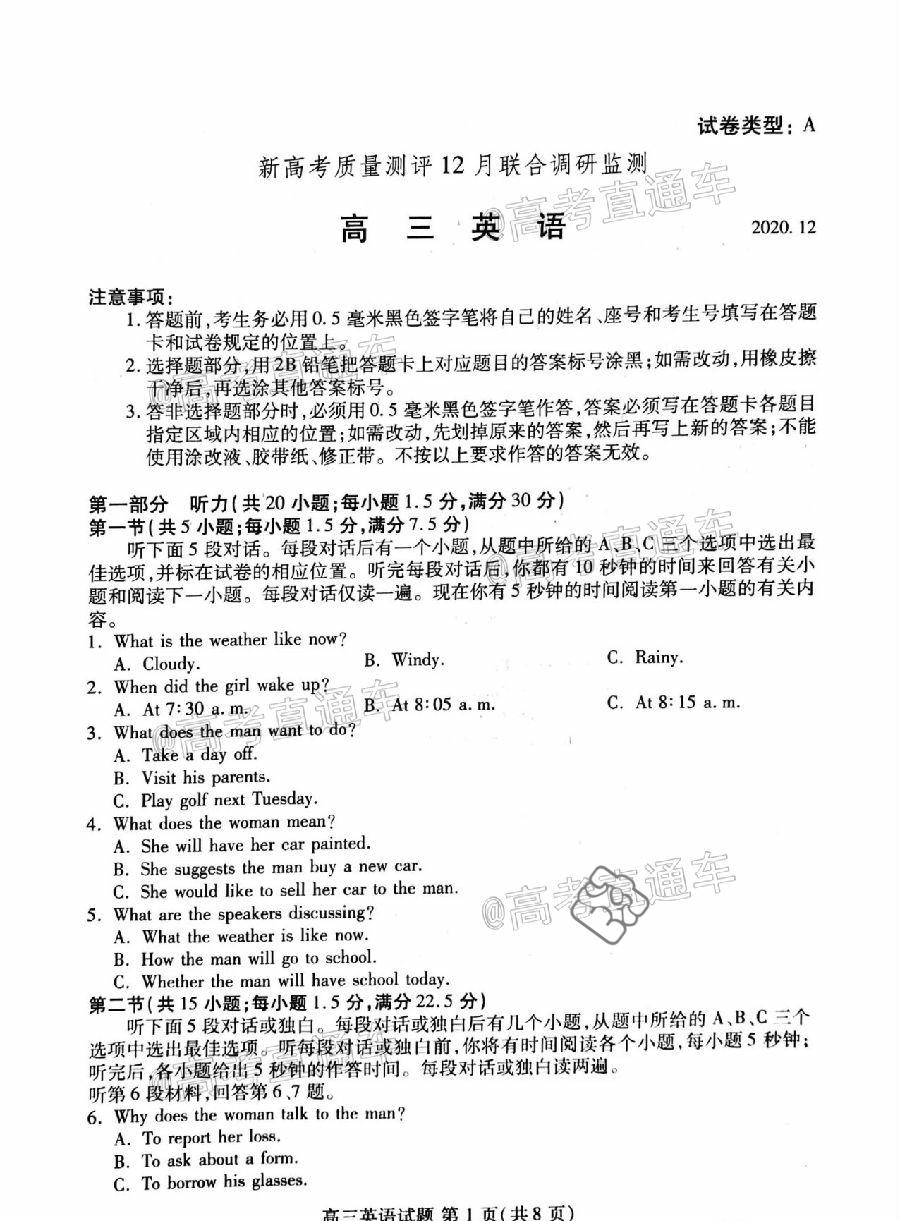 试卷类型：A
新高考质量测评12月联合调研监测
高 三 英 语
2020.12
@高考直通车
注意事项：
1.答题前,考生务必用0.5毫米黑色签字笔将自己的姓名、座号和考生号填写在答题
卡和试卷规定的位置上。
2.选择题部分,用2B铅笔把答题卡上对应题目的答案标号涂黑;如需改动,用橡皮擦
干净后,再选涂其他答案标号。
@高考直通车
3.答非选择题部分时,必须用0.5毫米黑色签字笔作答,答案必须写在答题卡各题目
指定区域内相应的位置;如需改动,先划掉原来的答案,然后再写上新的答案;不能
使用涂改液、胶带纸、修正带。不按以上要求作答的答案无效。
第一部分 听力(共20小题;每小题1.5分,满分30分)
第一节(共5小题;每小题1.5分,满分7.5分)
听下面5段对话。每段对话后有一个小题,从题中所给的A、B、C三个选项中选出最
佳选项,并标在试卷的相应位置。听完每段对话后,你都有10秒钟的时间来回答有关小
题和阅读下一小题。每段对话仅读一遍。现在你有5秒钟的时间阅读第一小题的有关内
容。
@高考直通车
1. What is the weather like now?
A. Cloudy. B. Windy. C. Rainy.
2. When did the girl wake up?
A. At 7:30 a.m. B. At 8:05 a.m. C. At 8:15 a.m.
@高考直通车
3. What does the man want to do?
A. Take a day off.
B. Visit his parents.
C. Play golf next Tuesday.
4. What does the woman mean?
A. She will have her car painted.
B. She suggests the man buy a new car.
C. She would like to sell her car to the man.
@高考直通车
5. What are the speakers discussing?
A. What the weather is like now.
B. How the man will go to school.
C. Whether the man will have school today.
第二节(共15小题;每小题1.5分,满分22.5分)
听下面5段对话或独白。每段对话或独白后有几个小题,从题中所给的A、B、C三个
选项中选出最佳选项。听每段对话或独白前,你将有时间阅读各个小题,每小题5秒钟;
听完后,各小题给出5秒钟的作答时间。每段对话或独白读两遍。
@高考直通车
听第6段材料,回答第6、7题。
6. Why does the woman talk to the man?
A. To report her loss.
B. To ask about a form.
C. To borrow his glasses.
高三英语试题 第1页(共8页)